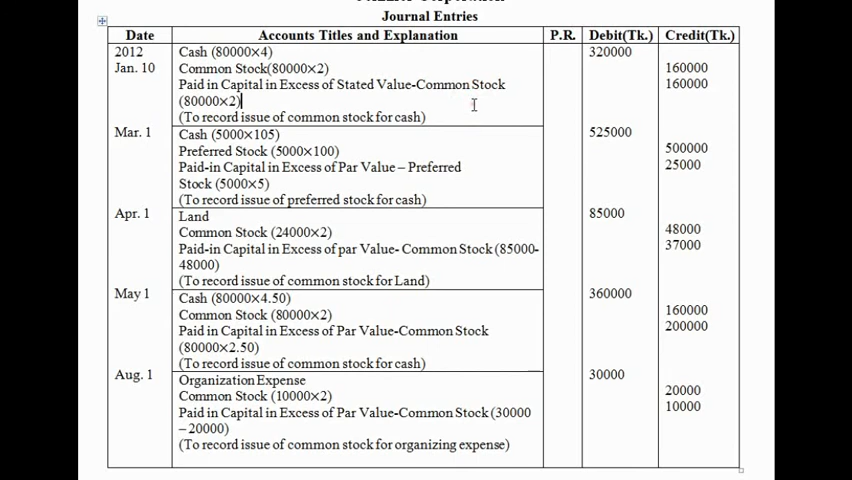 Journal Entries
Date Accounts Titles and Explanation P.R. Debit(Tk.) Credit(Tk.)
2012 Cash (80000×4) 320000
Jan. 10 Common Stock(80000×2) 160000
Paid in Capital in Excess of Stated Value-Common Stock 160000
(80000×2)
(To record issue of common stock for cash)
Mar. 1 Cash (5000×105) 525000
Preferred Stock (5000×100) 500000
Paid-in Capital in Excess of Par Value – Preferred 25000
Stock (5000×5)
(To record issue of preferred stock for cash)
Apr. 1 Land 85000
Common Stock (24000×2) 48000
Paid-in Capital in Excess of par Value- Common Stock (85000- 37000
48000)
(To record issue of common stock for Land)
May 1 Cash (80000×4.50) 360000
Common Stock (80000×2) 160000
Paid in Capital in Excess of Par Value-Common Stock 200000
(80000×2.50)
(To record issue of common stock for cash)
Aug. 1 Organization Expense 30000
Common Stock (10000×2) 20000
Paid in Capital in Excess of Par Value-Common Stock (30000 10000
– 20000)
(To record issue of common stock for organizing expense)